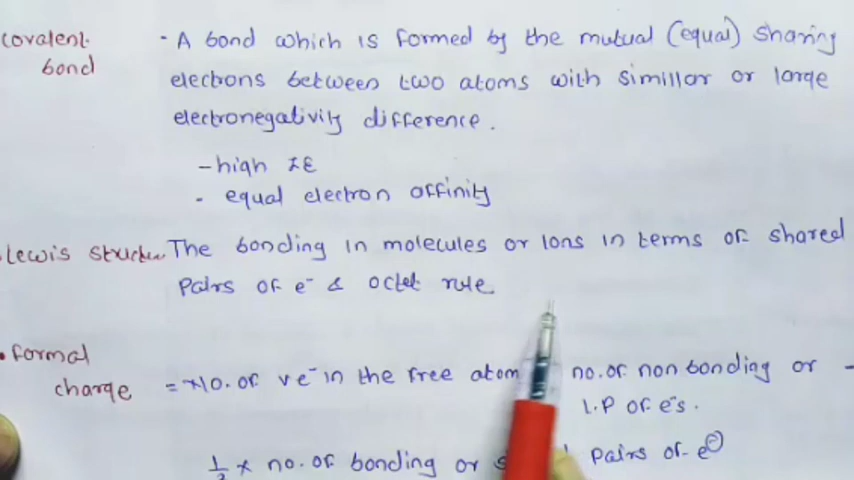 covalent bond
· A bond which is formed by the mutual (equal) sharing
electrons between two atoms with simillar or large
electronegativity difference.
- high IE
- equal electron affinity
Lewis structure The bonding in molecules or Ions in terms of shared
Pairs of e⁻ & octet rule.
• Formal charge
= no. of ve⁻ in the free atom no. of non bonding or -
l.P of e⁻s.
1/2 × no. of bonding or pairs of e⊖